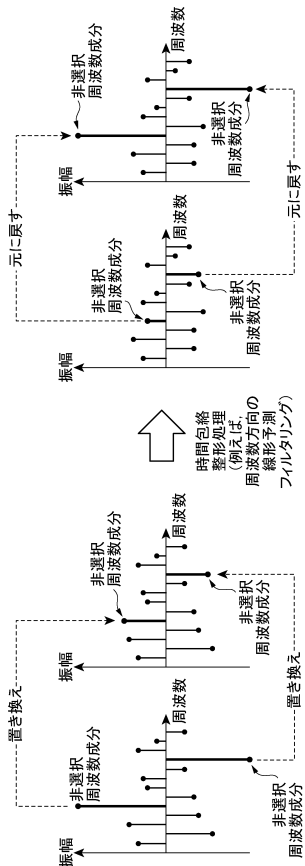 振幅
非選択
周波数成分
周波数
非選択
周波数成分
置き換え
振幅
非選択
周波数成分
周波数
非選択
周波数成分
置き換え
時間包絡
整形処理
(例えば,
周波数方向の
線形予測
フィルタリング)
振幅
非選択
周波数成分
周波数
非選択
周波数成分
元に戻す
振幅
非選択
周波数成分
周波数
非選択
周波数成分
元に戻す